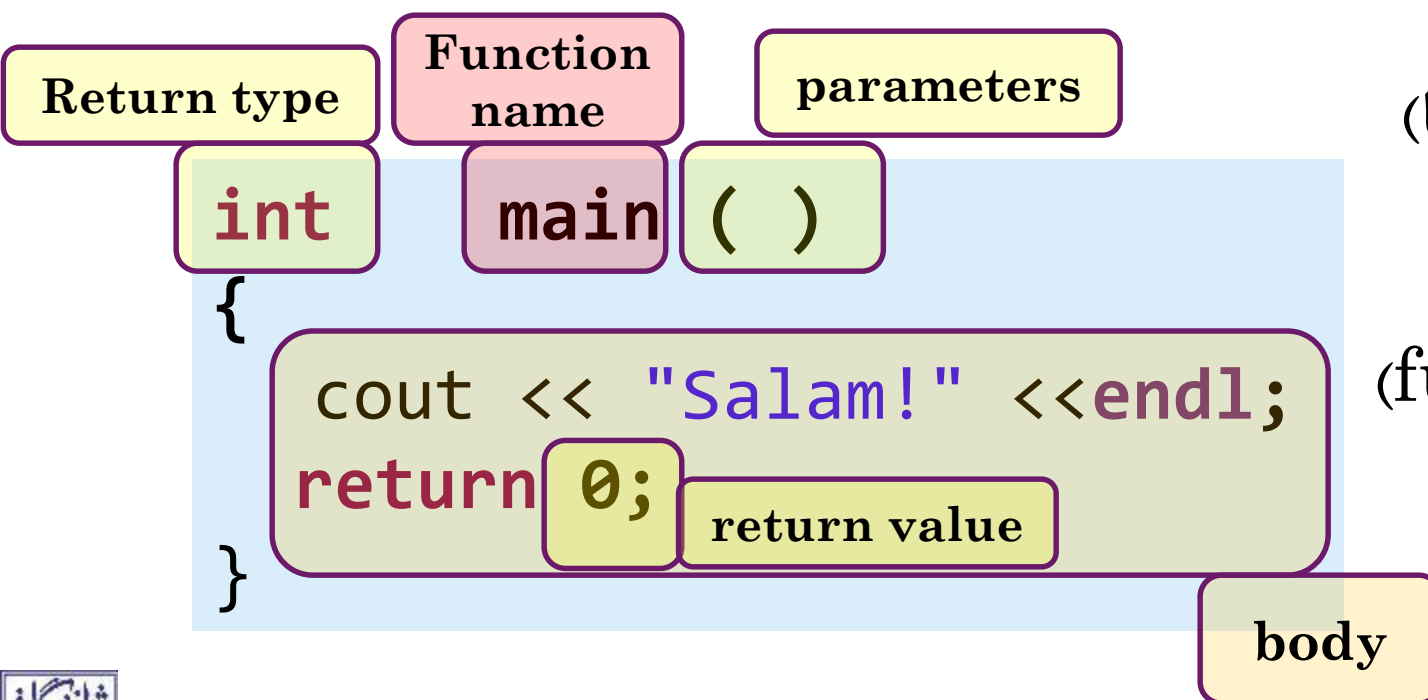 Return type
Function
name
parameters
int main ( )
{
cout << "Salam!" <<endl;
return 0;
return value
}
body